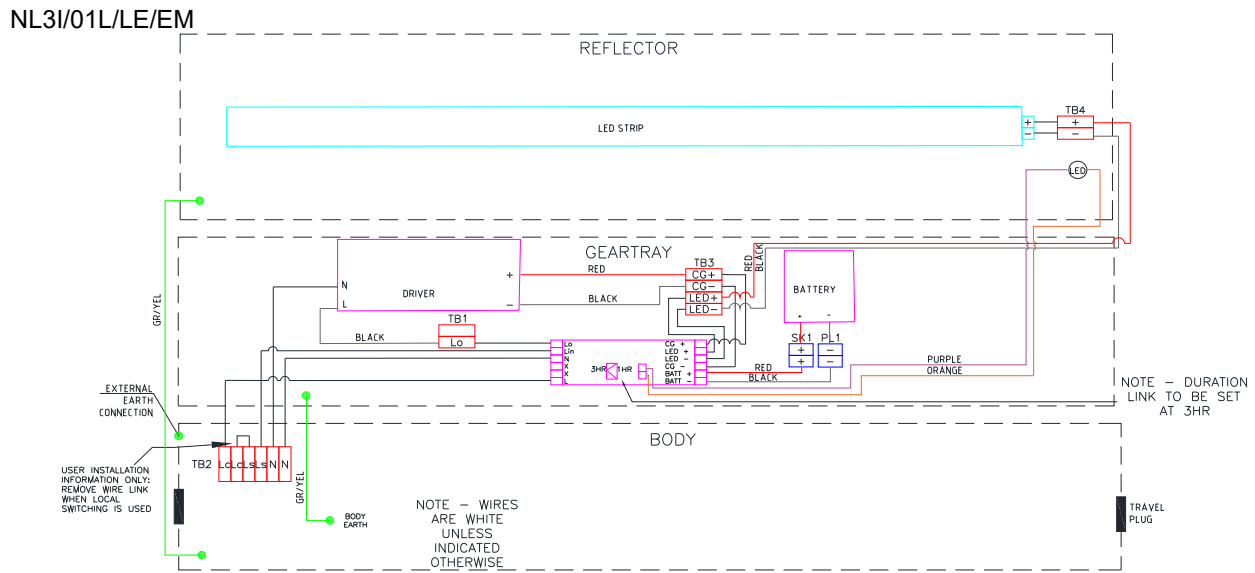 NL3I/01L/LE/EM
REFLECTOR
LED STRIP
+
−
TB4
+
−
LED
GEARTRAY
N
L
DRIVER
+
−
RED
BLACK
TB3
CG+
CG−
LED+
LED−
RED
BLACK
BATTERY
+
-
GR/YEL
TB1
Lo
BLACK
Lo
Lin
N
X
X
L
3HR
1HR
CG +
LED +
LED −
CG −
BATT +
BATT −
RED
BLACK
SK1
+
+
PL1
−
−
PURPLE
ORANGE
NOTE − DURATION
LINK TO BE SET
AT 3HR
EXTERNAL
EARTH
CONNECTION
BODY
TB2
Lc
Lc
Ls
Ls
N
N
USER INSTALLATION
INFORMATION ONLY:
REMOVE WIRE LINK
WHEN LOCAL
SWITCHING IS USED
GR/YEL
BODY
EARTH
NOTE − WIRES
ARE WHITE
UNLESS
INDICATED
OTHERWISE
TRAVEL
PLUG